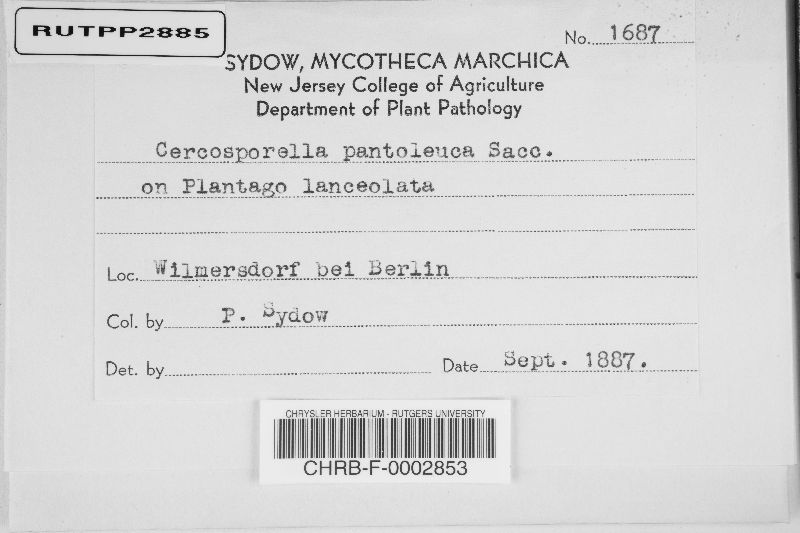 RUTPP2885
No. 1687
SYDOW, MYCOTHECA MARCHICA
New Jersey College of Agriculture
Department of Plant Pathology
Cercosporella pantoleuca Sacc.
on Plantago lanceolata
Loc. Wilmersdorf bei Berlin
Col. by P. Sydow
Det. by
Date Sept. 1887.
CHRYSLER HERBARIUM - RUTGERS UNIVERSITY
CHRB-F-0002853